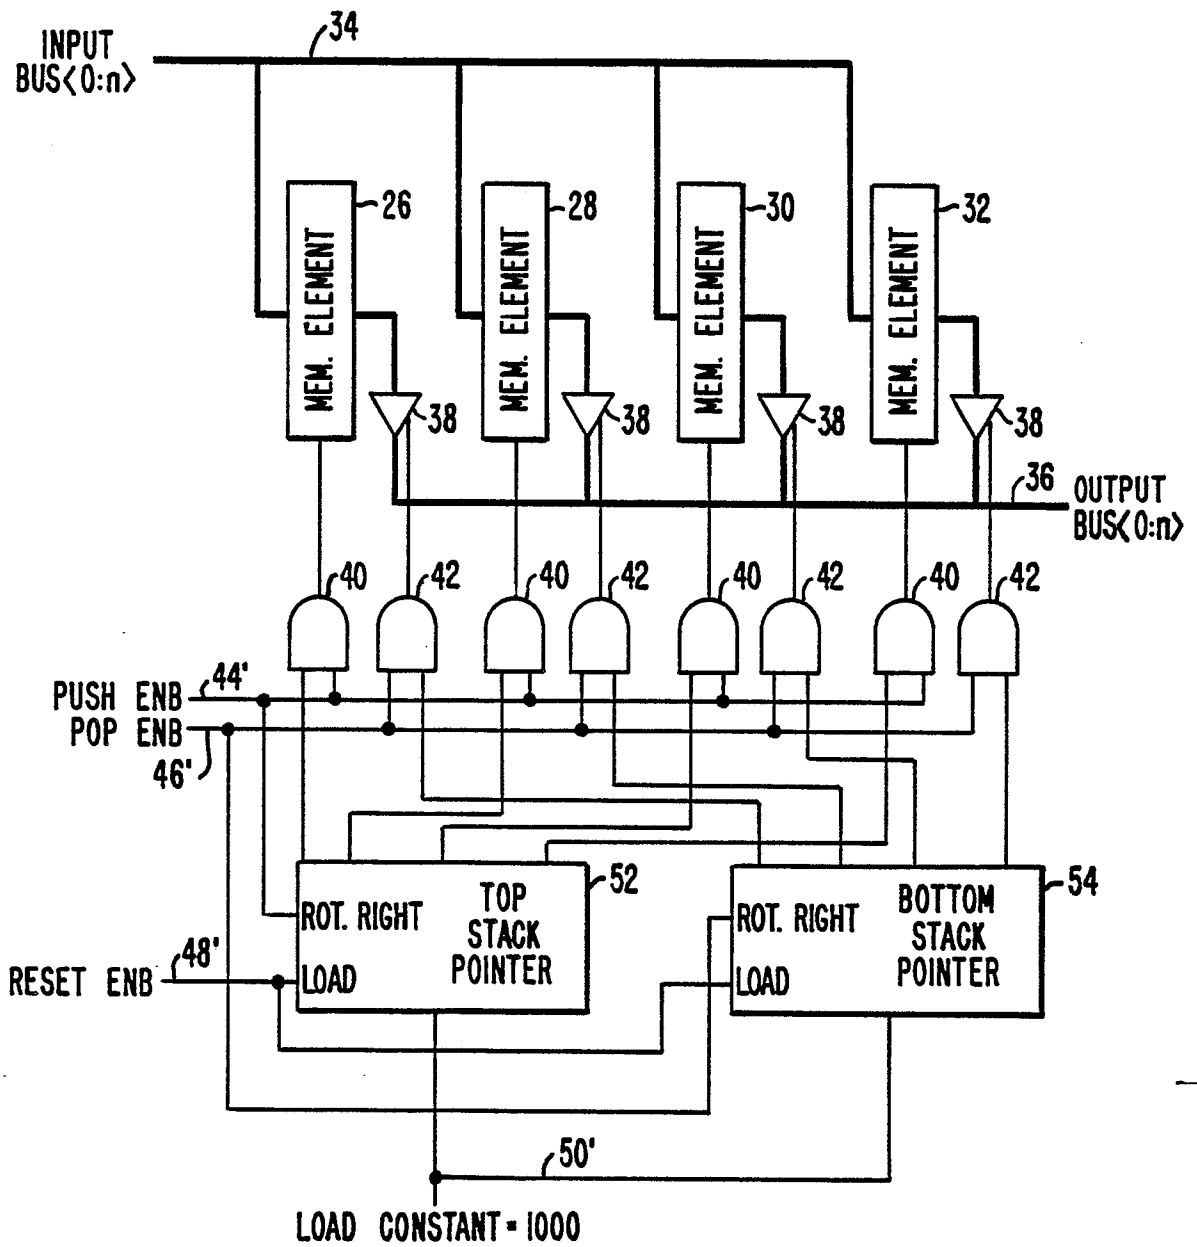 34
INPUT
BUS<0:n>
26
28
30
32
MEM. ELEMENT
MEM. ELEMENT
MEM. ELEMENT
MEM. ELEMENT
38
38
38
38
36
OUTPUT
BUS<0:n>
40
42
40
42
40
42
40
42
44'
PUSH ENB
POP ENB
46'
52
54
TOP
STACK
POINTER
ROT. RIGHT
LOAD
BOTTOM
STACK
POINTER
ROT. RIGHT
LOAD
48'
RESET ENB
50'
LOAD CONSTANT = 1000